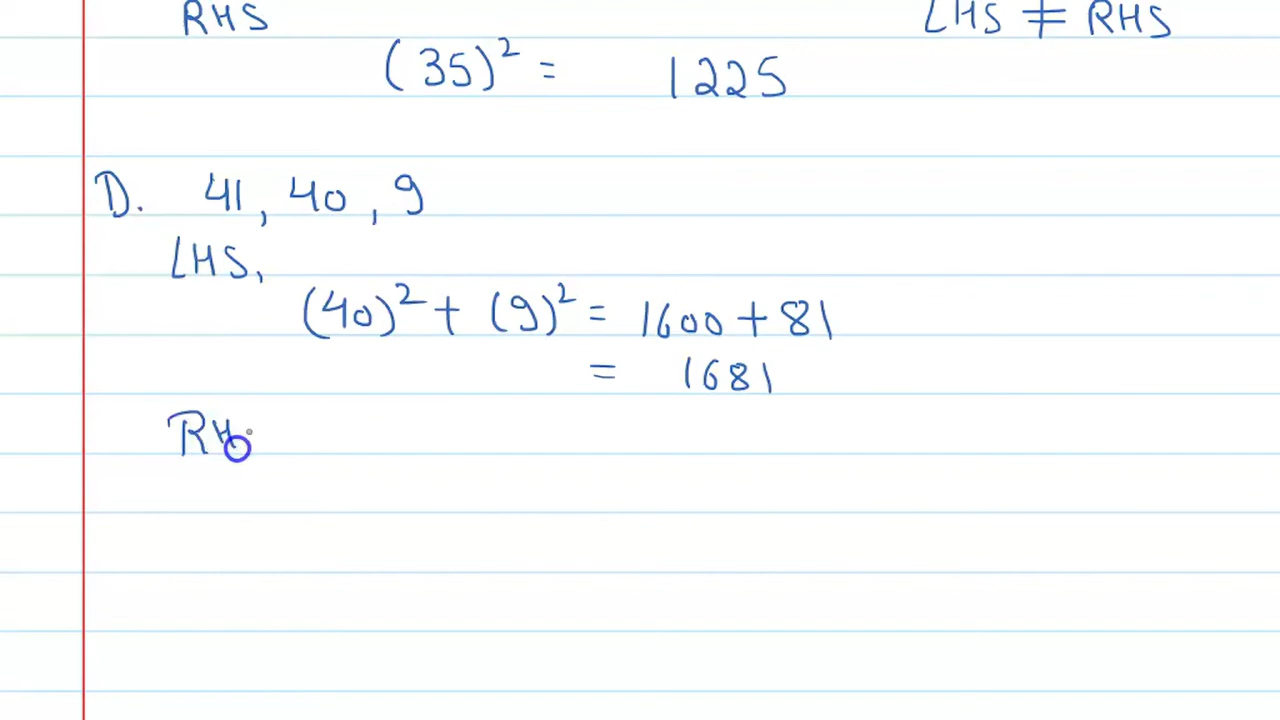 RHS LHS ≠ RHS
(35)² = 1225
D. 41, 40, 9
LHS,
(40)² + (9)² = 1600 + 81
= 1681
RH